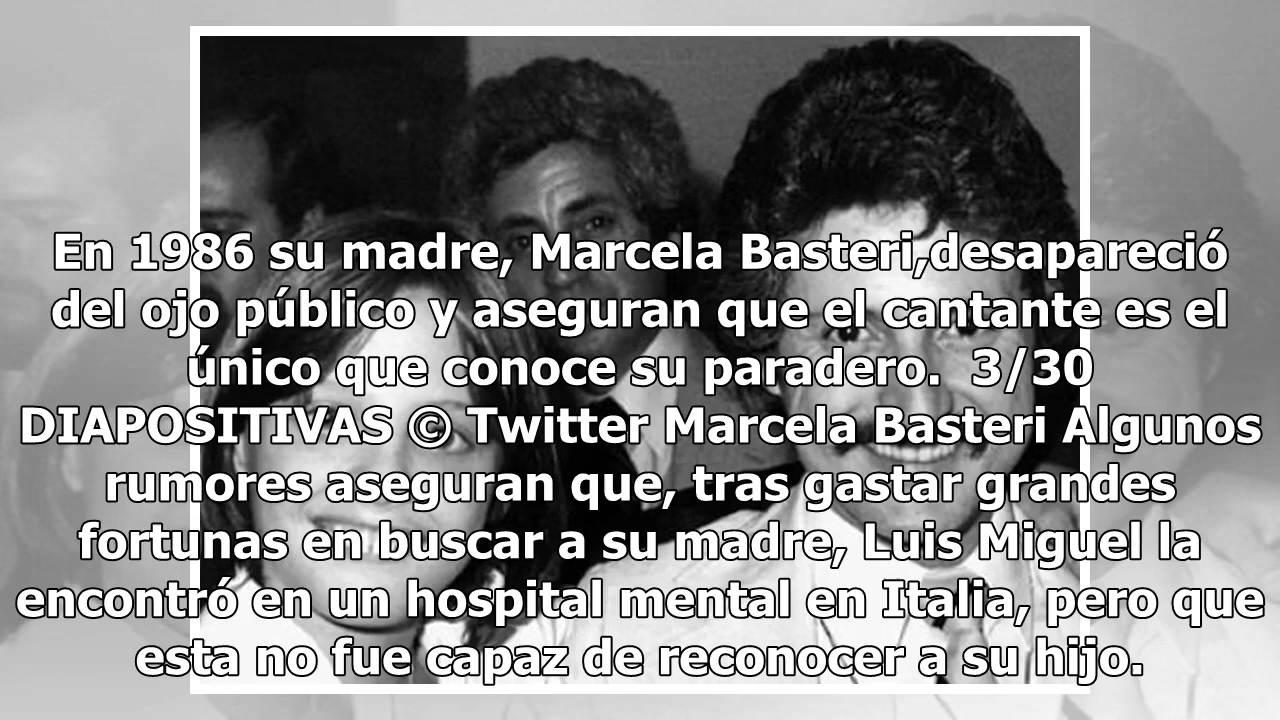 En 1986 su madre, Marcela Basteri,desapareció
del ojo público y aseguran que el cantante es el
único que conoce su paradero.  3/30
DIAPOSITIVAS © Twitter Marcela Basteri Algunos
rumores aseguran que, tras gastar grandes
fortunas en buscar a su madre, Luis Miguel la
encontró en un hospital mental en Italia, pero que
esta no fue capaz de reconocer a su hijo.